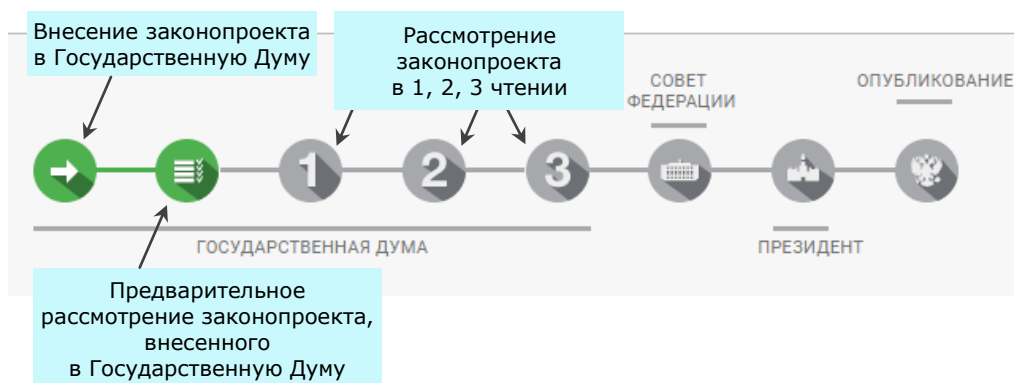 Внесение законопроекта
в Государственную Думу
Рассмотрение
законопроекта
в 1, 2, 3 чтении
СОВЕТ
ФЕДЕРАЦИИ
ОПУБЛИКОВАНИЕ
1
2
3
ГОСУДАРСТВЕННАЯ ДУМА
ПРЕЗИДЕНТ
Предварительное
рассмотрение законопроекта,
внесенного
в Государственную Думу